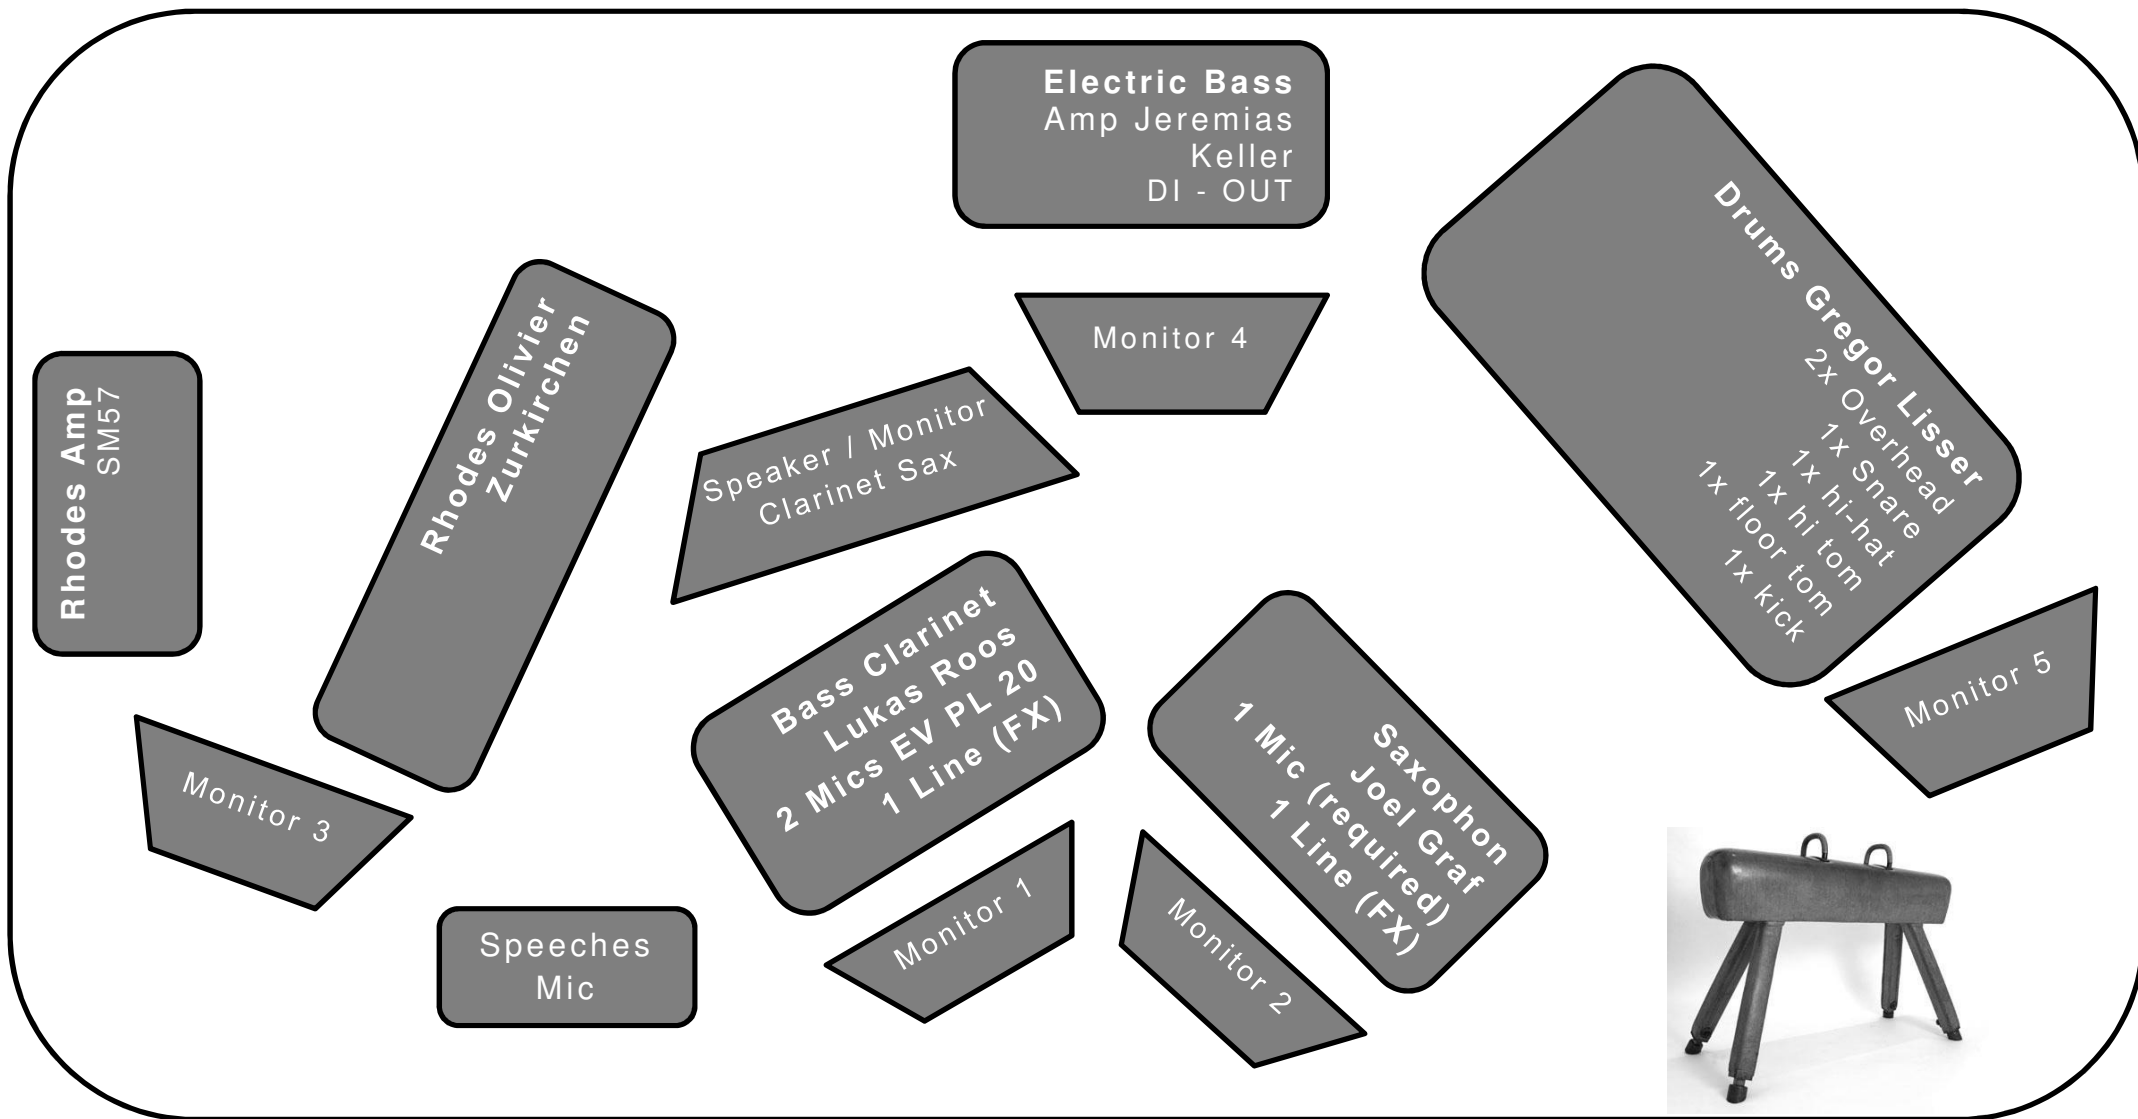 Electric Bass
Amp Jeremias
Keller
DI - OUT
Drums Gregor Lisser
2x Overhead
1x Snare
1x hi-hat
1x hi tom
1x floor tom
1x kick
Monitor 4
Rhodes Olivier
Zurkirchen
Rhodes Amp
SM57
Speaker / Monitor
Clarinet Sax
Bass Clarinet
Lukas Roos
2 Mics EV PL 20
1 Line (FX)
Saxophon
Joel Graf
1 Mic (required)
1 Line (FX)
Monitor 5
Monitor 3
Monitor 1
Monitor 2
Speeches
Mic